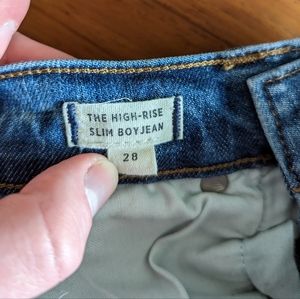 THE HIGH-RISE
SLIM BOYJEAN
28